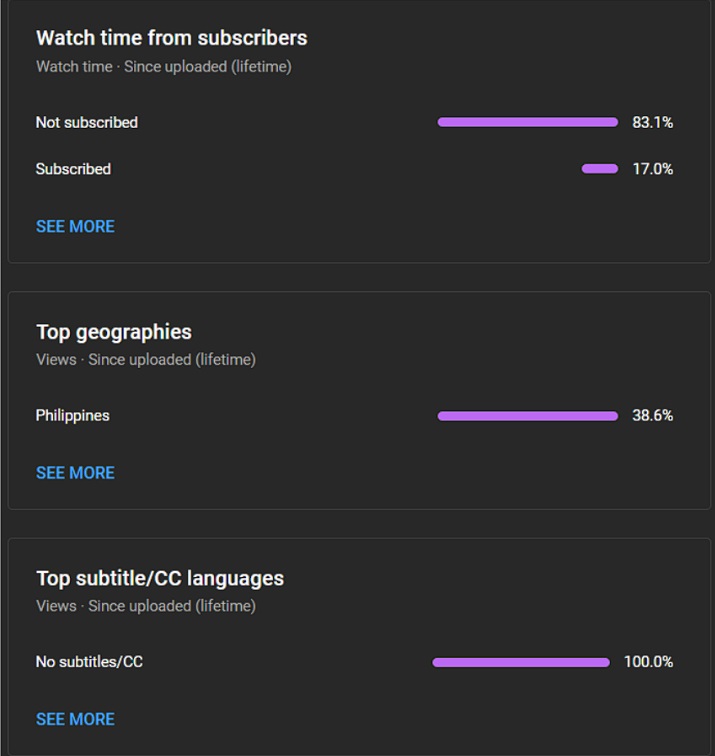 Watch time from subscribers
Watch time · Since uploaded (lifetime)
Not subscribed 83.1%
Subscribed 17.0%
SEE MORE
Top geographies
Views · Since uploaded (lifetime)
Philippines 38.6%
SEE MORE
Top subtitle/CC languages
Views · Since uploaded (lifetime)
No subtitles/CC 100.0%
SEE MORE